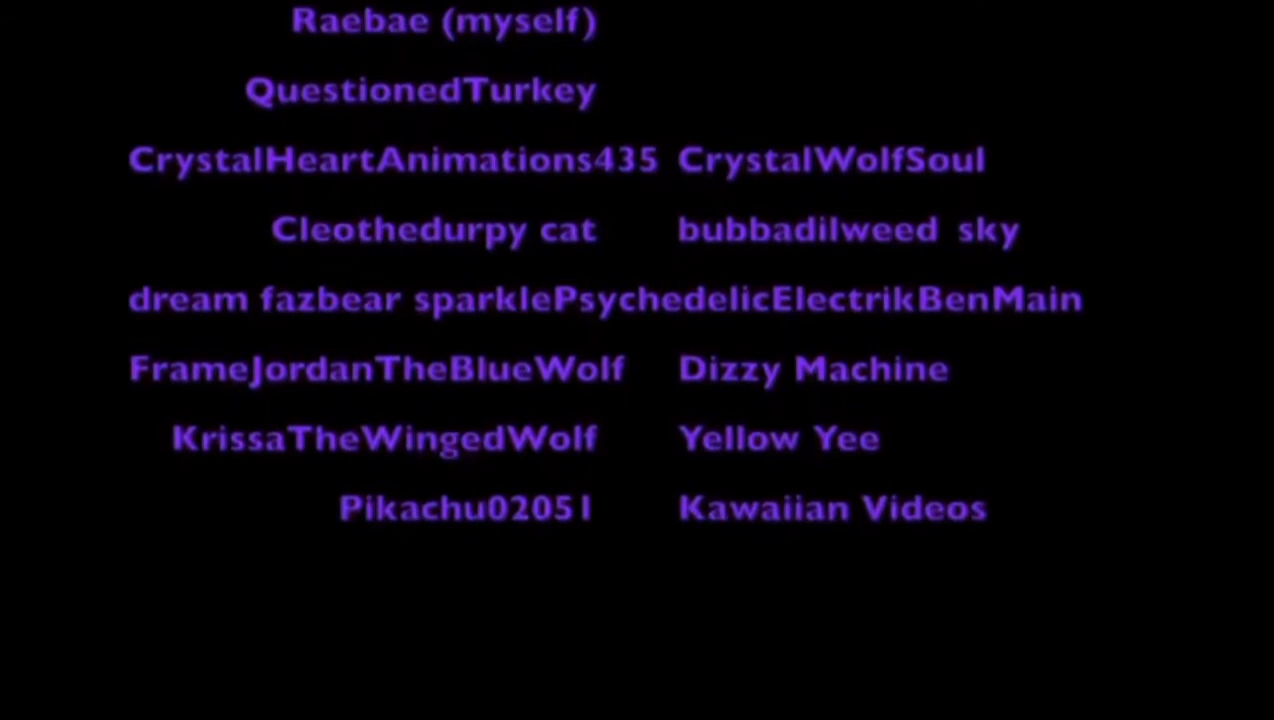 Raebae (myself)
QuestionedTurkey
CrystalHeartAnimations435 CrystalWolfSoul
Cleothedurpy cat bubbadilweed sky
dream fazbear sparklePsychedelicElectrikBenMain
FrameJordanTheBlueWolf Dizzy Machine
KrissaTheWingedWolf Yellow Yee
Pikachu02051 Kawaiian Videos